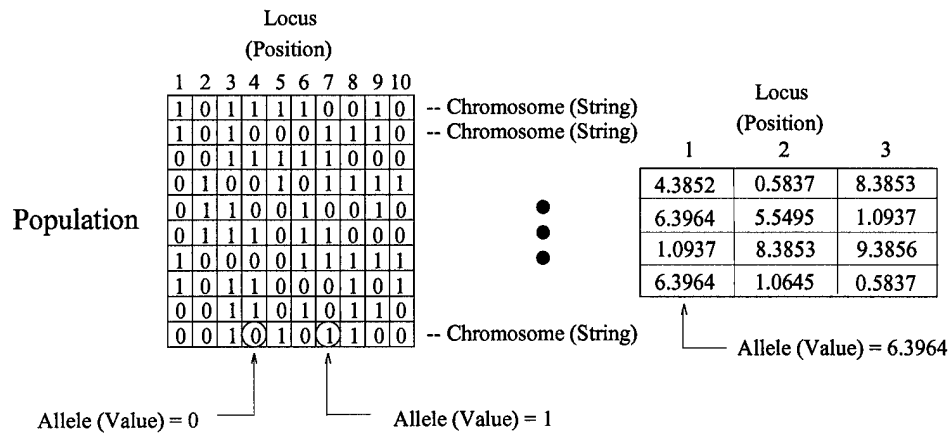 Locus
(Position)
1 2 3 4 5 6 7 8 9 10
1 0 1 1 1 1 0 0 1 0 -- Chromosome (String)
1 0 1 0 0 0 1 1 1 0 -- Chromosome (String)
0 0 1 1 1 1 1 0 0 0
0 1 0 0 1 0 1 1 1 1
0 1 1 0 0 1 0 0 1 0
0 1 1 1 0 1 1 0 0 0
1 0 0 0 0 1 1 1 1 1
1 0 1 1 0 0 0 1 0 1
0 0 1 1 0 1 0 1 1 0
0 0 1 0 1 0 1 1 0 0 -- Chromosome (String)
Population
Allele (Value) = 0
Allele (Value) = 1
Locus
(Position)
1 2 3
4.3852 0.5837 8.3853
6.3964 5.5495 1.0937
1.0937 8.3853 9.3856
6.3964 1.0645 0.5837
Allele (Value) = 6.3964